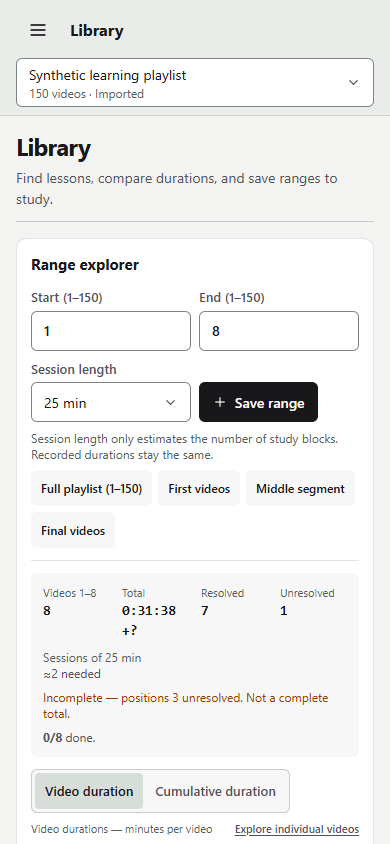 Library
Synthetic learning playlist
150 videos · Imported
Library
Find lessons, compare durations, and save ranges to
study.
Range explorer
Start (1–150) End (1–150)
1 8
Session length
25 min + Save range
Session length only estimates the number of study blocks.
Recorded durations stay the same.
Full playlist (1–150) First videos Middle segment
Final videos
Videos 1–8 Total Resolved Unresolved
8 0:31:38 7 1
+?
Sessions of 25 min
≈2 needed
Incomplete — positions 3 unresolved. Not a complete
total.
0/8 done.
Video duration Cumulative duration
Video durations — minutes per video Explore individual videos